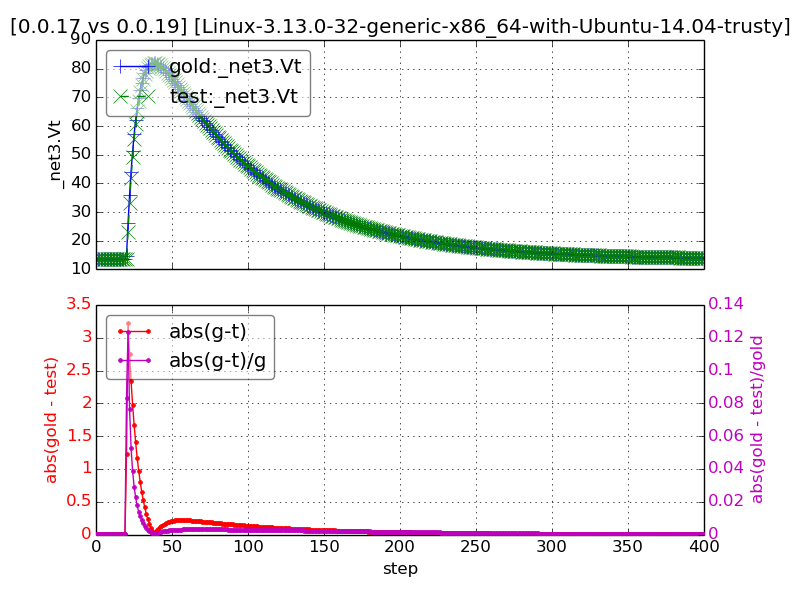 [0.0.17 vs 0.0.19] [Linux-3.13.0-32-generic-x86_64-with-Ubuntu-14.04-trusty]
90
80
70
60
50
40
30
20
10
_net3.Vt
gold:_net3.Vt
test:_net3.Vt
3.5
3
2.5
2
1.5
1
0.5
0
abs(gold - test)
abs(g-t)
abs(g-t)/g
0.14
0.12
0.1
0.08
0.06
0.04
0.02
0
abs(gold - test)/gold
0 50 100 150 200 250 300 350 400
step